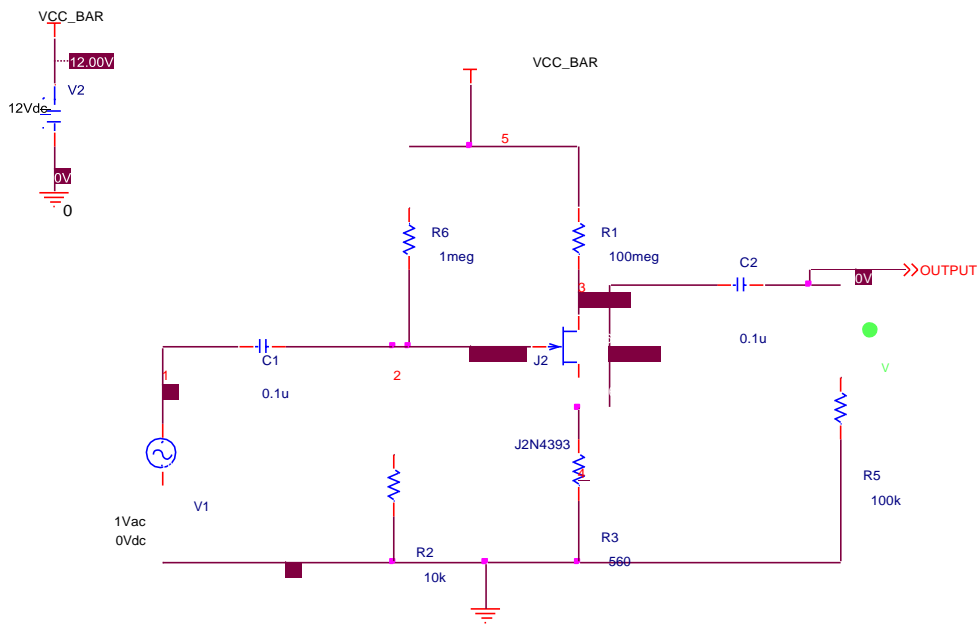 VCC_BAR
12.00V
V2
12Vdc
0V
0
VCC_BAR
5
R6
1meg
R1
100meg
C2
0.1u
OUTPUT
0V
3
C1
0.1u
1
2
J2
J2N4393
V
V1
1Vac
0Vdc
4
R2
10k
R3
560
R5
100k